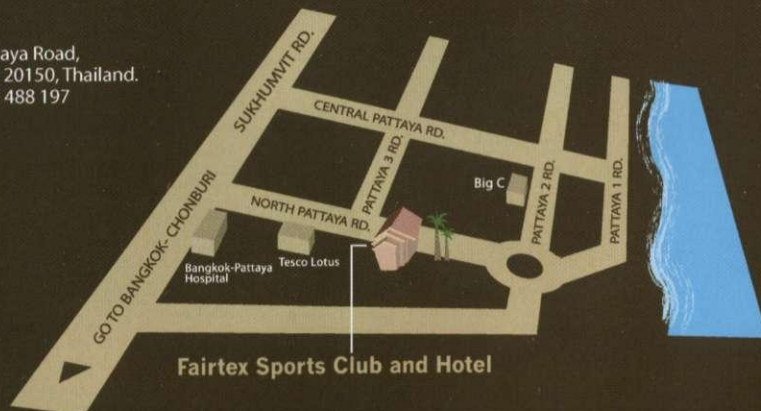 aya Road,
20150, Thailand.
488 197
SUKHUMVIT RD.
CENTRAL PATTAYA RD.
PATTAYA 3 RD.
Big C
PATTAYA 2 RD.
PATTAYA 1 RD.
NORTH PATTAYA RD.
GO TO BANGKOK- CHONBURI
Bangkok-Pattaya
Hospital
Tesco Lotus
Fairtex Sports Club and Hotel